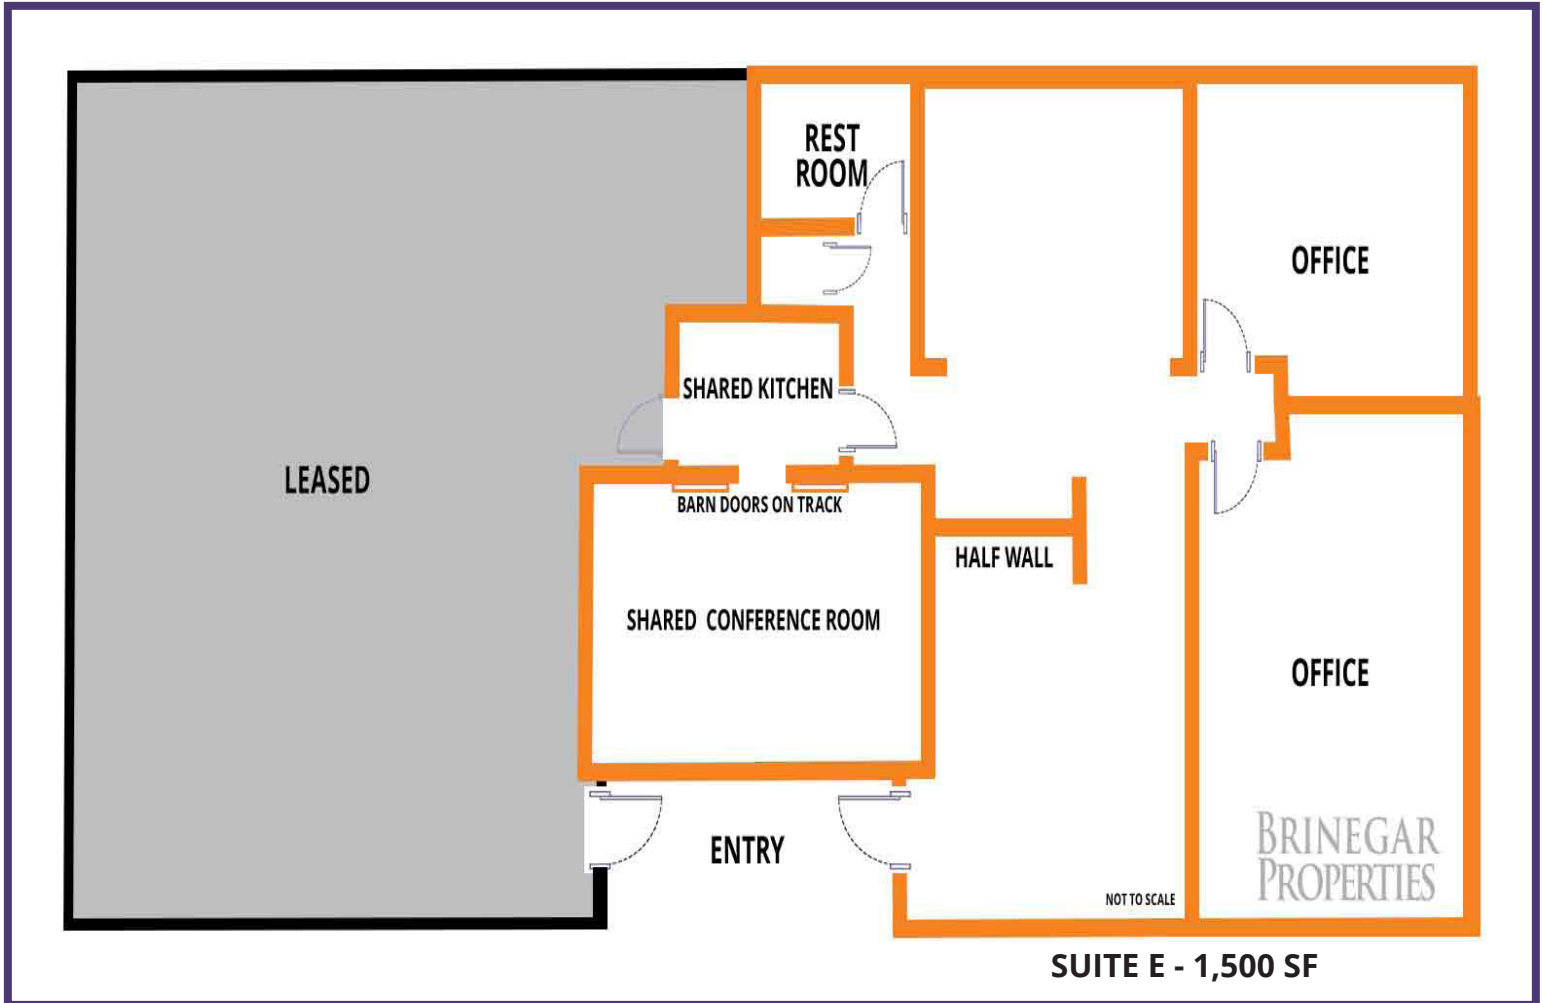 REST
ROOM
OFFICE
SHARED KITCHEN
LEASED
BARN DOORS ON TRACK
HALF WALL
SHARED CONFERENCE ROOM
OFFICE
ENTRY
BRINEGAR
PROPERTIES
NOT TO SCALE
SUITE E - 1,500 SF